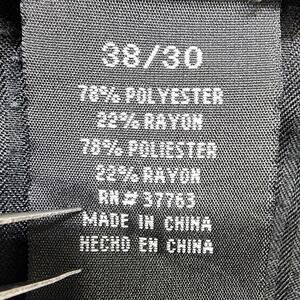 38/30
78% POLYESTER
22% RAYON
78% POLIESTER
22% RAYON
RN# 37763
MADE IN CHINA
HECHO EN CHINA